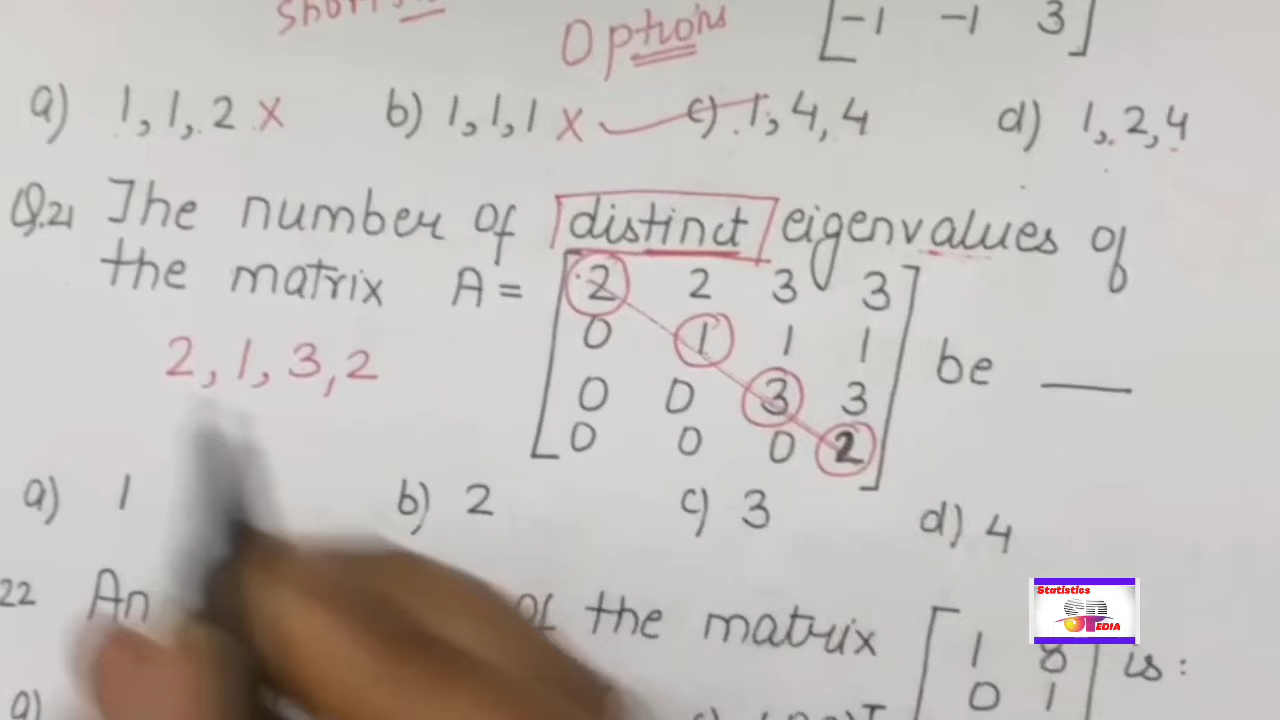 Options [-1 -1 3]
a) 1,1,2 x b) 1,1,1 x c) 1,4,4 d) 1,2,4
Q.21 The number of distinct eigenvalues of
the matrix A = [2 2 3 3
0 1 1 1
0 0 3 3
0 0 0 2] be __
2,1,3,2
a) 1 b) 2 c) 3 d) 4
22 An of the matrix [1 8
0 1] is:
a)
Statistics
PEDIA